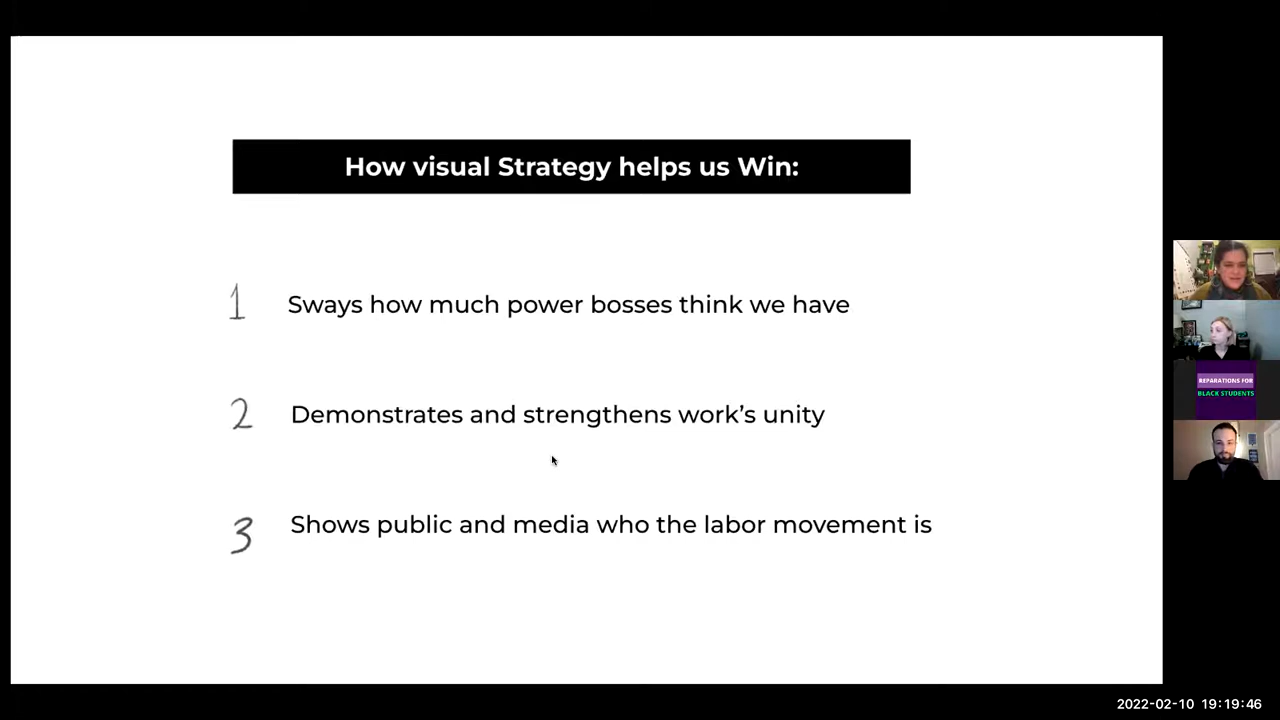 How visual Strategy helps us Win:
1 Sways how much power bosses think we have
2 Demonstrates and strengthens work's unity
3 Shows public and media who the labor movement is
REPARATIONS FOR
BLACK STUDENTS
2022-02-10 19:19:46